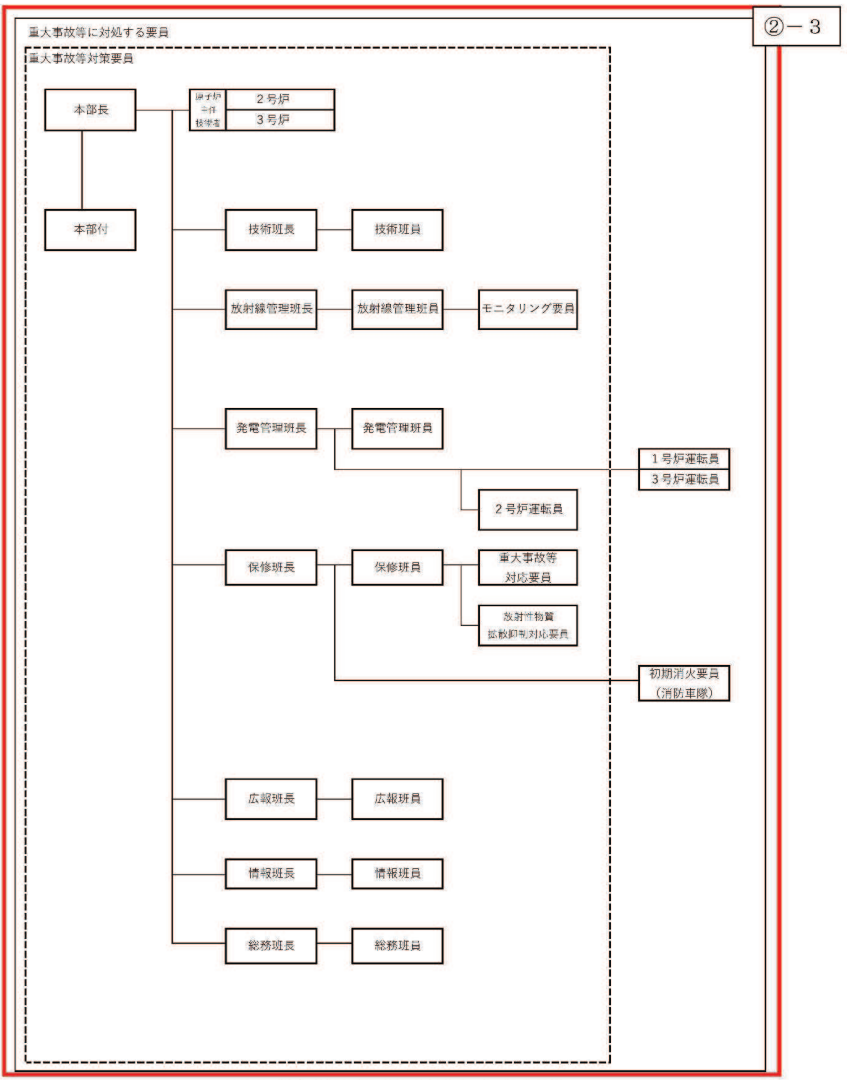 ②－３
重大事故等に対処する要員
重大事故等対策要員
本部長
原子炉
主任
技術者
２号炉
３号炉
本部付
技術班長
技術班員
放射線管理班長
放射線管理班員
モニタリング要員
発電管理班長
発電管理班員
１号炉運転員
３号炉運転員
２号炉運転員
保修班長
保修班員
重大事故等
対応要員
放射性物質
拡散抑制対応要員
初期消火要員
（消防車隊）
広報班長
広報班員
情報班長
情報班員
総務班長
総務班員